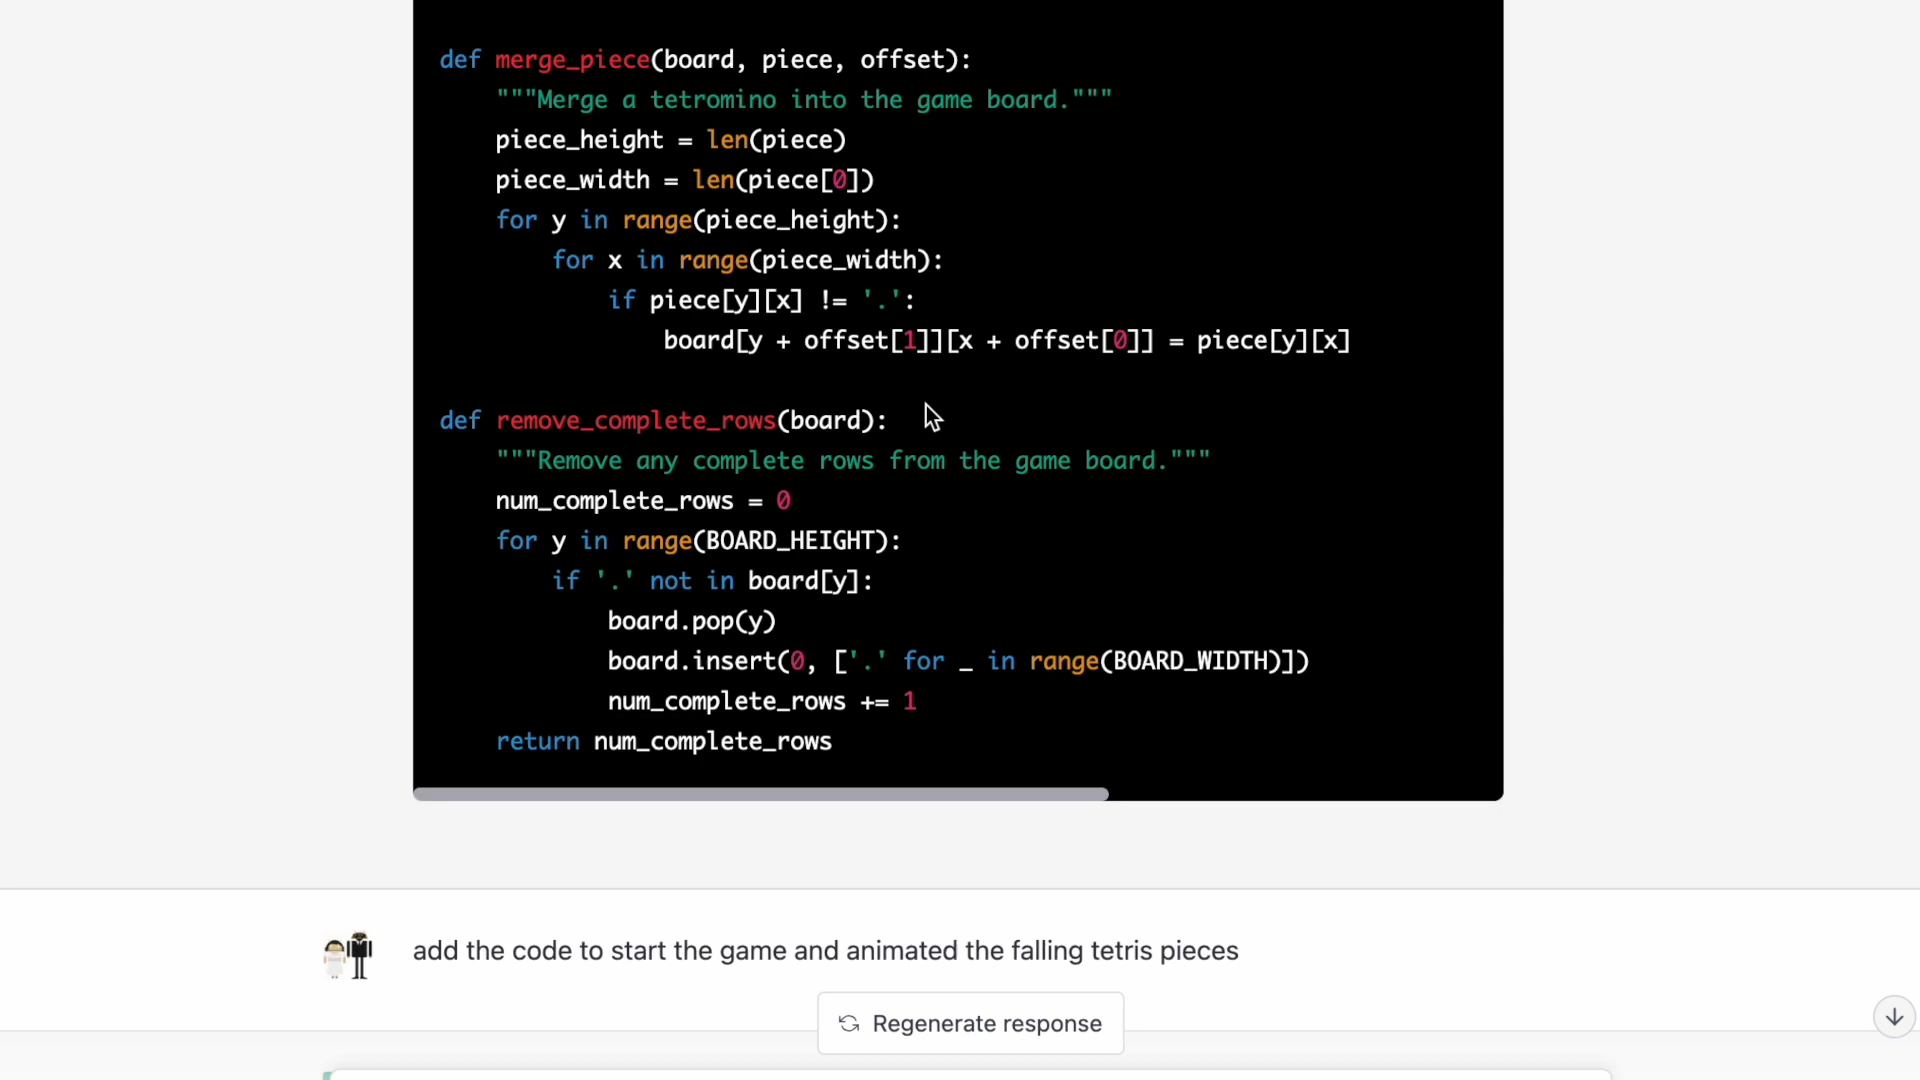 def merge_piece(board, piece, offset):
    """Merge a tetromino into the game board."""
    piece_height = len(piece)
    piece_width = len(piece[0])
    for y in range(piece_height):
        for x in range(piece_width):
            if piece[y][x] != '.':
                board[y + offset[1]][x + offset[0]] = piece[y][x]

def remove_complete_rows(board):
    """Remove any complete rows from the game board."""
    num_complete_rows = 0
    for y in range(BOARD_HEIGHT):
        if '.' not in board[y]:
            board.pop(y)
            board.insert(0, ['.' for _ in range(BOARD_WIDTH)])
            num_complete_rows += 1
    return num_complete_rows
add the code to start the game and animated the falling tetris pieces
Regenerate response